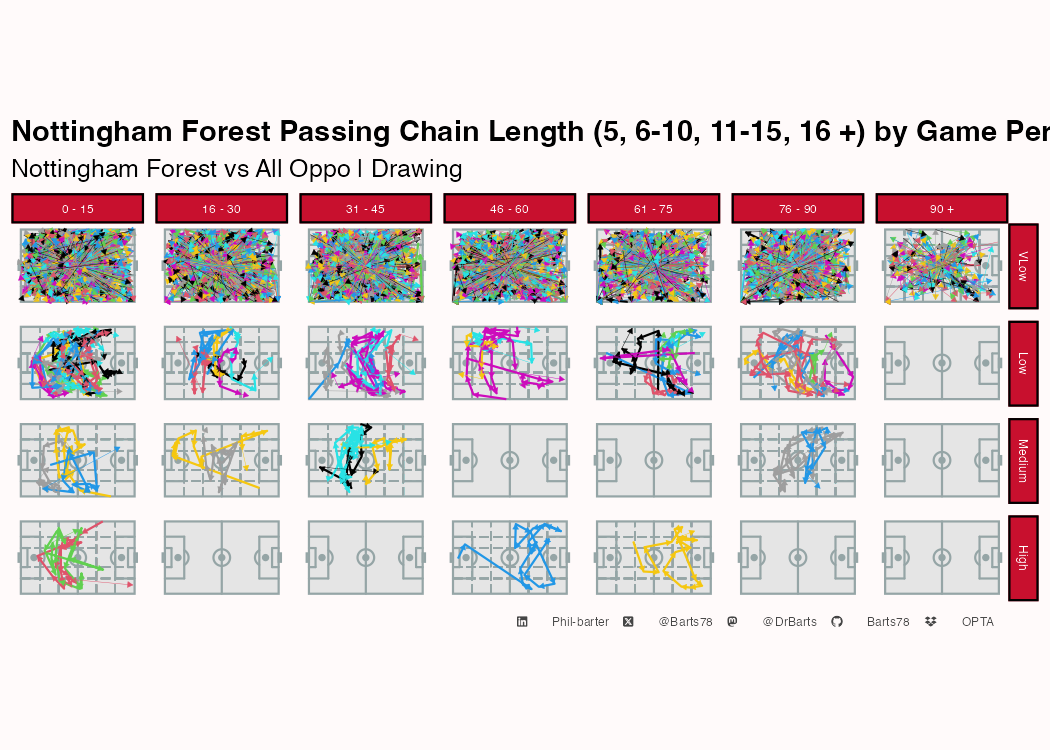 Nottingham Forest Passing Chain Length (5, 6-10, 11-15, 16 +) by Game Per
Nottingham Forest vs All Oppo | Drawing
0 - 15 16 - 30 31 - 45 46 - 60 61 - 75 76 - 90 90 +
VLow
Low
Medium
High
Phil-barter @Barts78 @DrBarts Barts78 OPTA